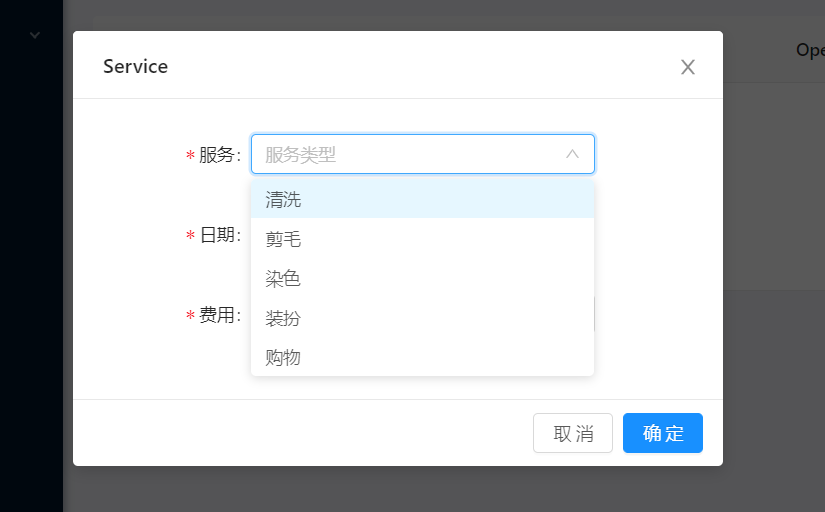 Service
Ope
* 服务:
服务类型
清洗
剪毛
* 日期:
染色
装扮
* 费用:
购物
取 消
确 定